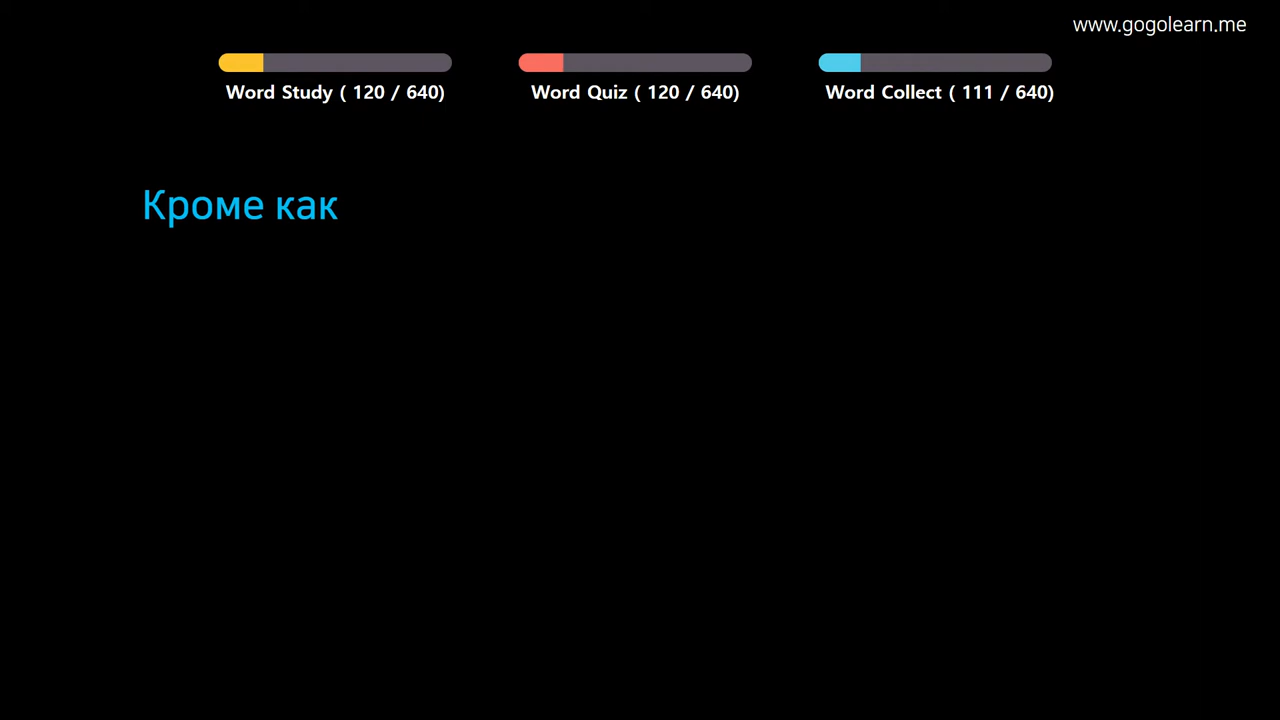 www.gogolearn.me
Word Study ( 120 / 640)
Word Quiz ( 120 / 640)
Word Collect ( 111 / 640)
Кроме как